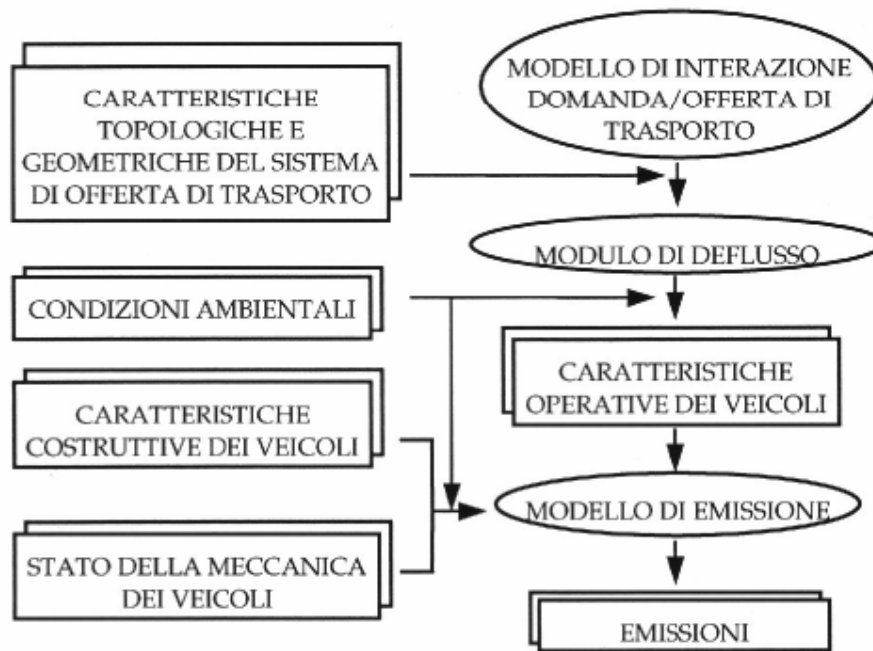 CARATTERISTICHE
TOPOLOGICHE E
GEOMETRICHE DEL SISTEMA
DI OFFERTA DI TRASPORTO
MODELLO DI INTERAZIONE
DOMANDA/OFFERTA DI
TRASPORTO
MODULO DI DEFLUSSO
CONDIZIONI AMBIENTALI
CARATTERISTICHE
OPERATIVE DEI VEICOLI
CARATTERISTICHE
COSTRUTTIVE DEI VEICOLI
MODELLO DI EMISSIONE
STATO DELLA MECCANICA
DEI VEICOLI
EMISSIONI